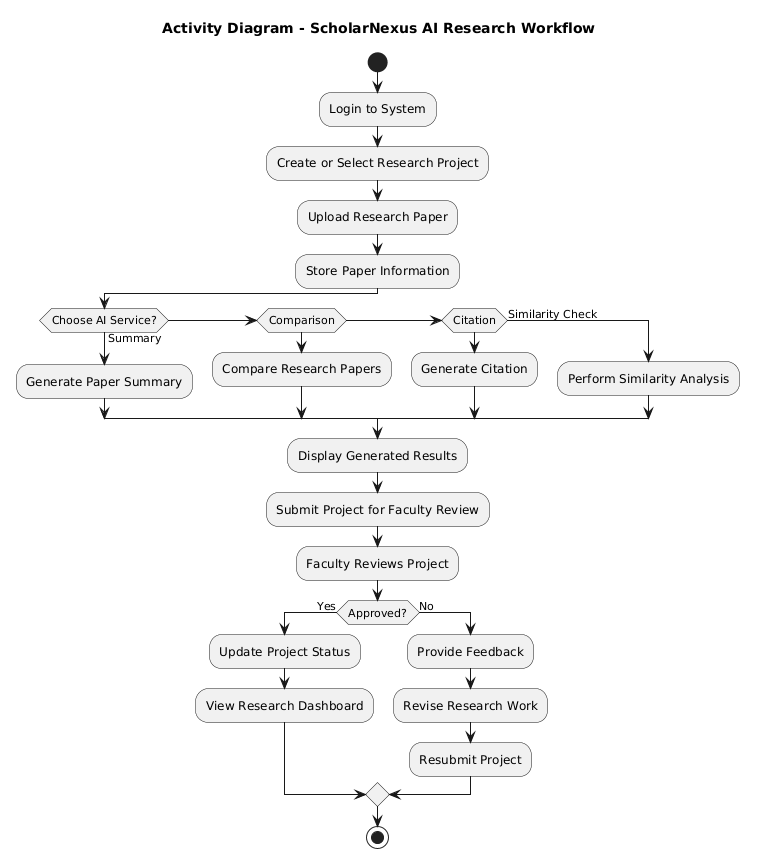 Activity Diagram - ScholarNexus AI Research Workflow
Login to System
Create or Select Research Project
Upload Research Paper
Store Paper Information
Choose AI Service?
Comparison
Citation
Similarity Check
Summary
Generate Paper Summary
Compare Research Papers
Generate Citation
Perform Similarity Analysis
Display Generated Results
Submit Project for Faculty Review
Faculty Reviews Project
Yes
Approved?
No
Update Project Status
Provide Feedback
View Research Dashboard
Revise Research Work
Resubmit Project